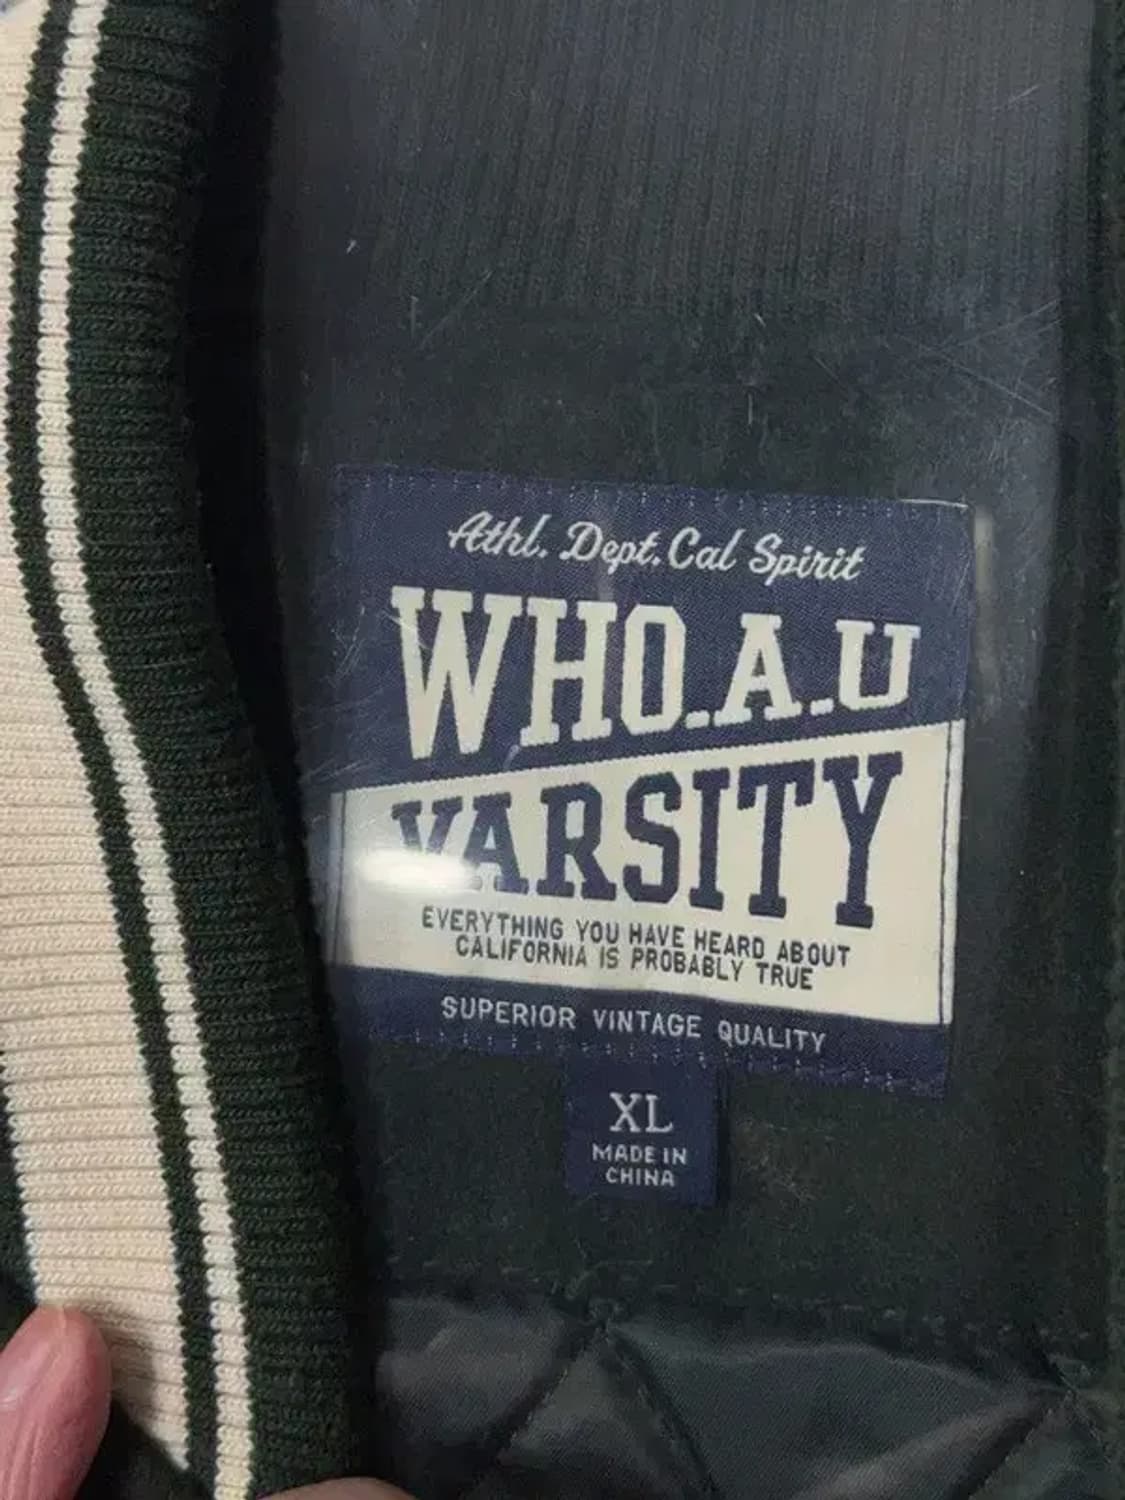 Athl. Dept. Cal Spirit
WHO.A.U
VARSITY
EVERYTHING YOU HAVE HEARD ABOUT
CALIFORNIA IS PROBABLY TRUE
SUPERIOR VINTAGE QUALITY
XL
MADE IN
CHINA